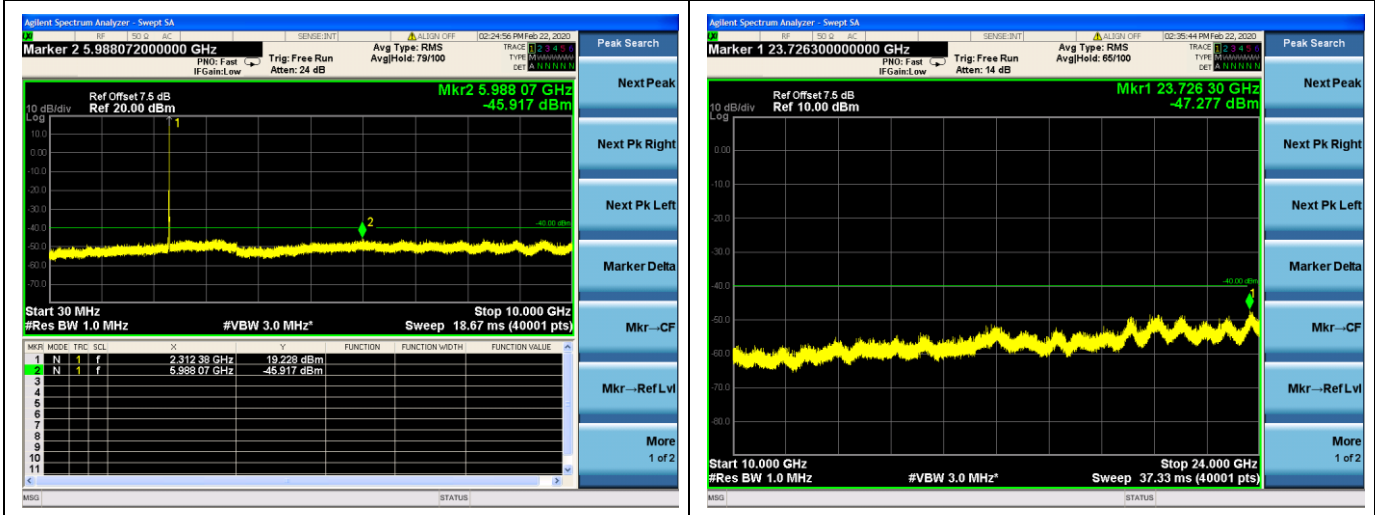 Agilent Spectrum Analyzer - Swept SA
RF 50 Ω AC SENSE:INT ALIGN OFF 02:24:56 PM Feb 22, 2020
Marker 2 5.988072000000 GHz
PNO: Fast
IFGain:Low
Trig: Free Run
Atten: 24 dB
Avg Type: RMS
Avg|Hold: 79/100
TRACE 1 2 3 4 5 6
TYPE M
DET A N N N N N
Ref Offset 7.5 dB
10 dB/div Ref 20.00 dBm
Log
Mkr2 5.988 07 GHz
-45.917 dBm
10.0
0.00
-10.0
-20.0
-30.0
-40.0
-50.0
-60.0
-70.0
1
2
-40.00 dBm
Start 30 MHz Stop 10.000 GHz
#Res BW 1.0 MHz #VBW 3.0 MHz* Sweep 18.67 ms (40001 pts)
MKR MODE TRC SCL X Y FUNCTION FUNCTION WIDTH FUNCTION VALUE
1 N 1 f 2.312 38 GHz 19.228 dBm
2 N 1 f 5.988 07 GHz -45.917 dBm
3
4
5
6
7
8
9
10
11
MSG STATUS
Peak Search
Next Peak
Next Pk Right
Next Pk Left
Marker Delta
Mkr→CF
Mkr→Ref Lvl
More
1 of 2
Agilent Spectrum Analyzer - Swept SA
RF 50 Ω AC SENSE:INT ALIGN OFF 02:35:44 PM Feb 22, 2020
Marker 1 23.726300000000 GHz
PNO: Fast
IFGain:Low
Trig: Free Run
Atten: 14 dB
Avg Type: RMS
Avg|Hold: 65/100
TRACE 1 2 3 4 5 6
TYPE M
DET A N N N N N
Ref Offset 7.5 dB
10 dB/div Ref 10.00 dBm
Log
Mkr1 23.726 30 GHz
-47.277 dBm
0.00
-10.0
-20.0
-30.0
-40.0
-50.0
-60.0
-70.0
-80.0
-40.00 dBm
1
Start 10.000 GHz Stop 24.000 GHz
#Res BW 1.0 MHz #VBW 3.0 MHz* Sweep 37.33 ms (40001 pts)
MSG STATUS
Peak Search
Next Peak
Next Pk Right
Next Pk Left
Marker Delta
Mkr→CF
Mkr→Ref Lvl
More
1 of 2